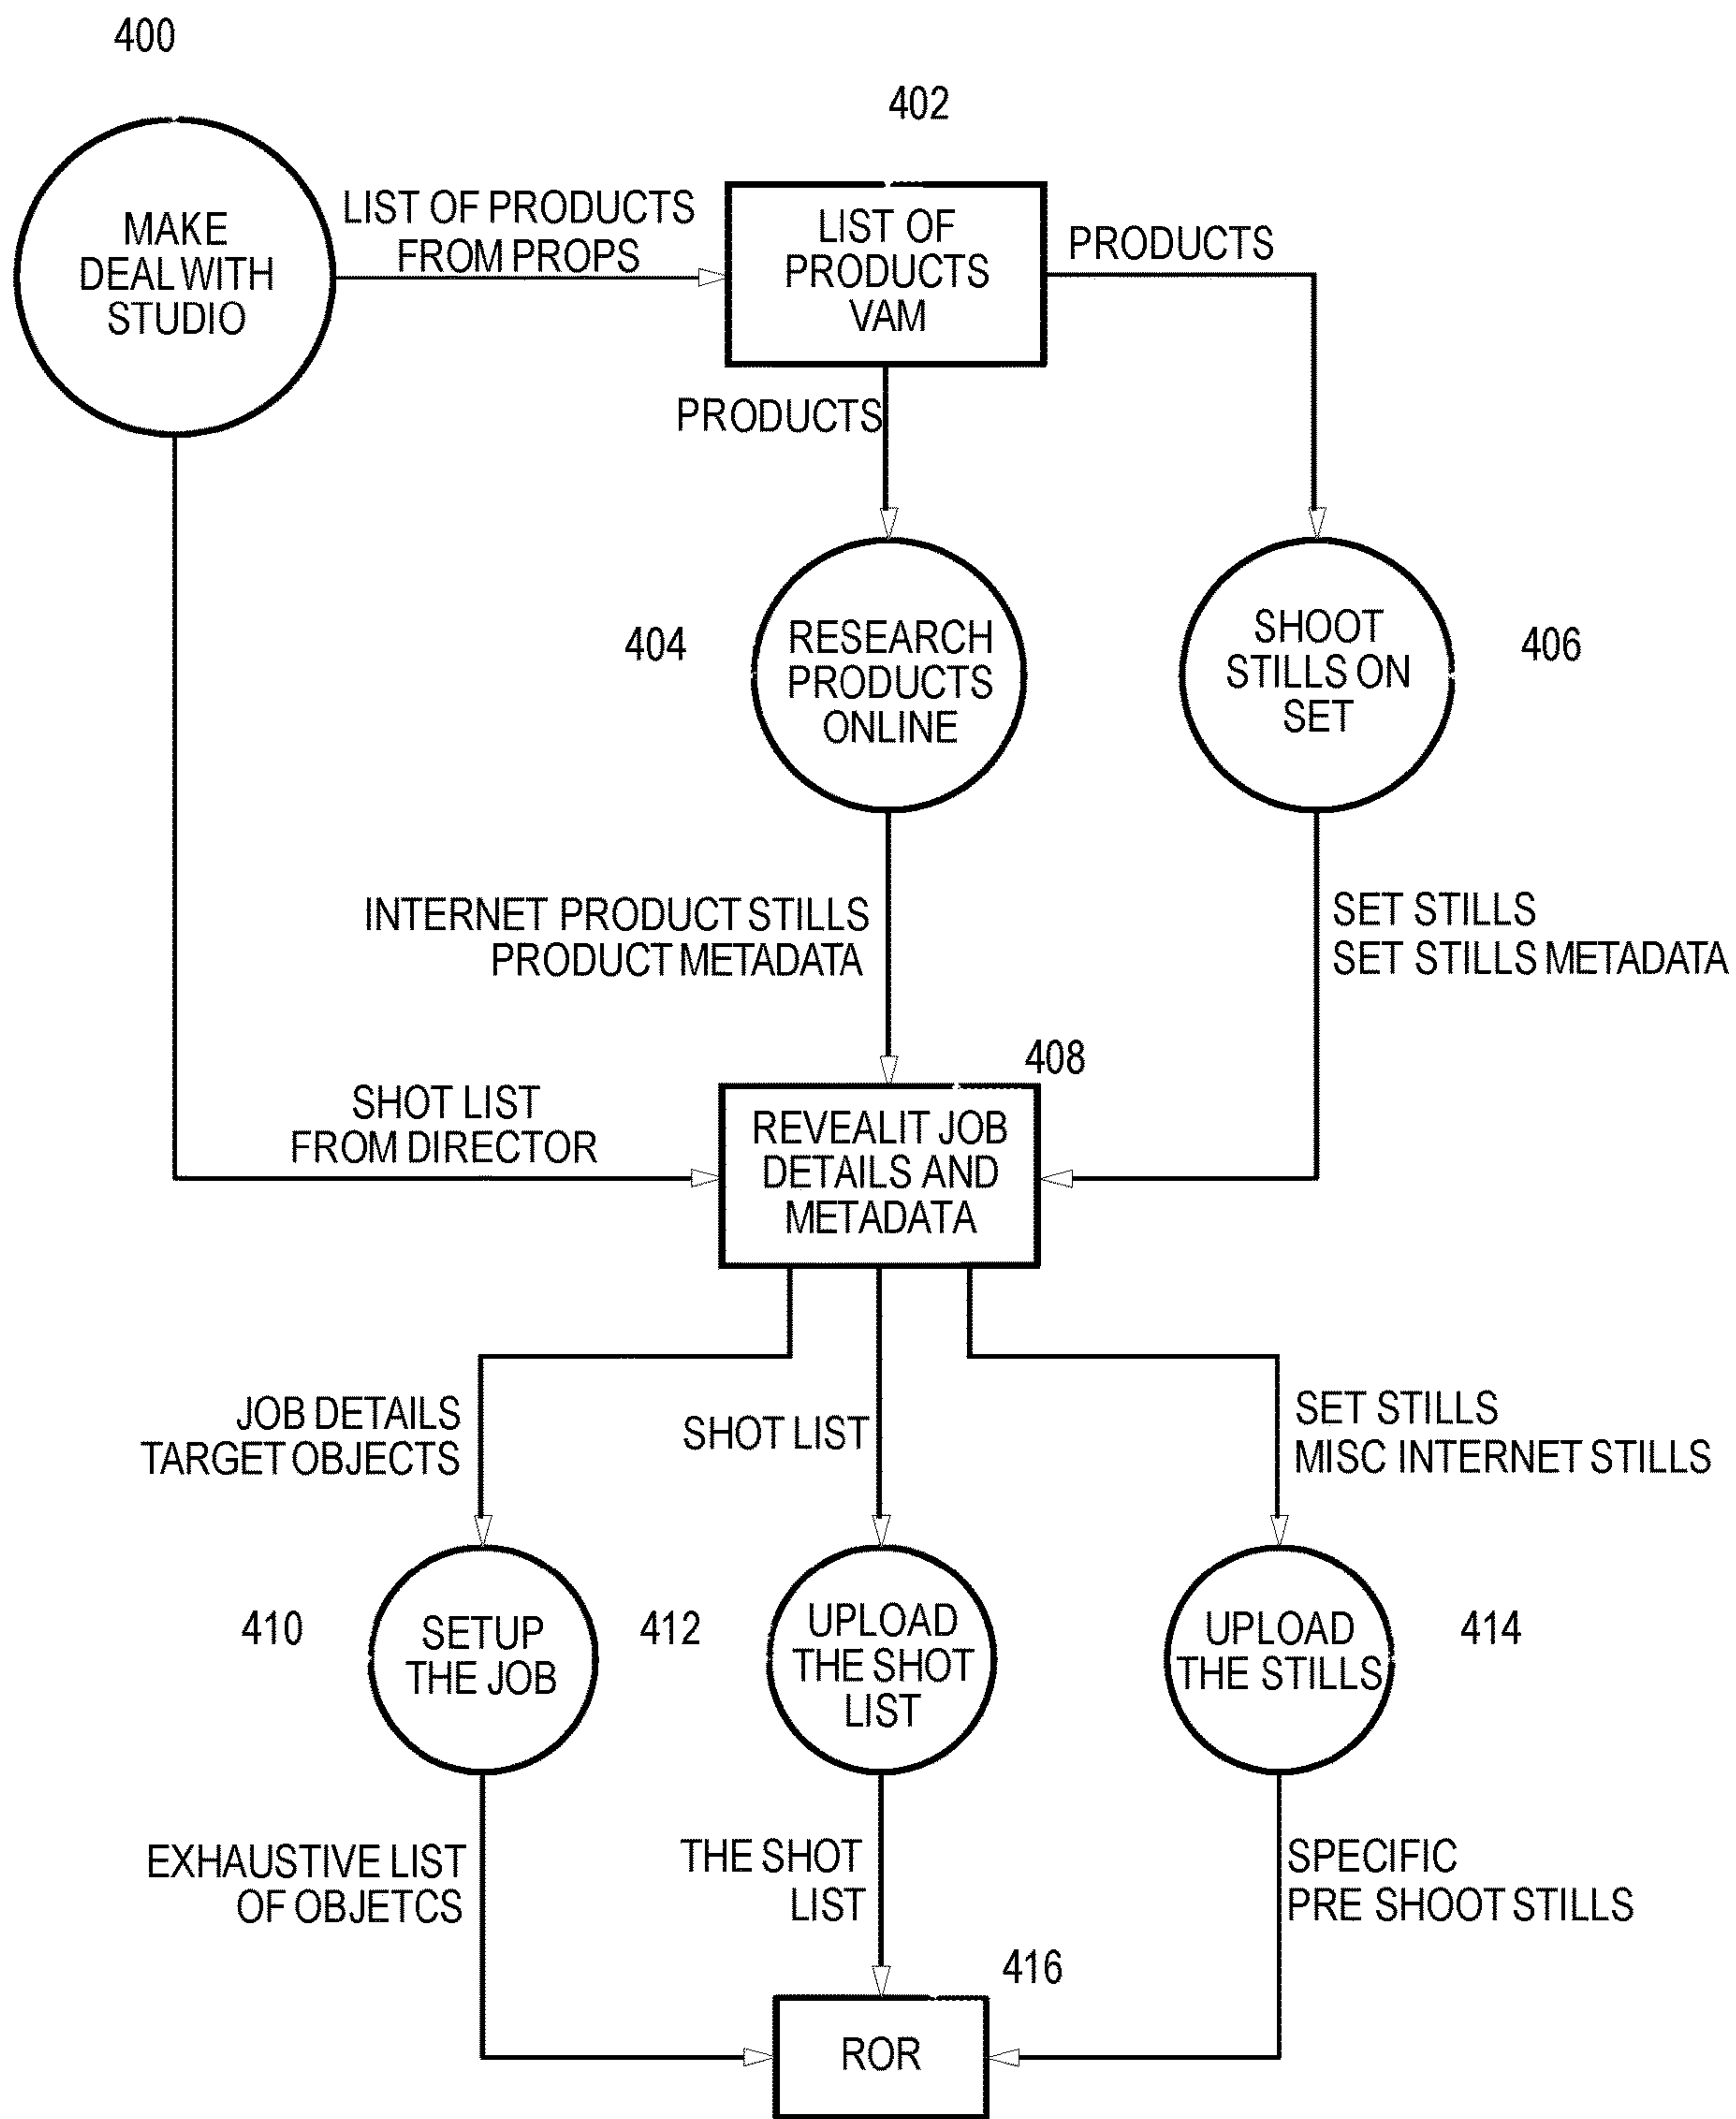 400
402
MAKE
DEAL WITH
STUDIO
LIST OF PRODUCTS
FROM PROPS
LIST OF
PRODUCTS
VAM
PRODUCTS
PRODUCTS
404
RESEARCH
PRODUCTS
ONLINE
SHOOT
STILLS ON
SET
406
INTERNET PRODUCT STILLS
PRODUCT METADATA
SET STILLS
SET STILLS METADATA
408
SHOT LIST
FROM DIRECTOR
REVEALIT JOB
DETAILS AND
METADATA
JOB DETAILS
TARGET OBJECTS
SHOT LIST
SET STILLS
MISC INTERNET STILLS
410
SETUP
THE JOB
412
UPLOAD
THE SHOT
LIST
UPLOAD
THE STILLS
414
EXHAUSTIVE LIST
OF OBJETCS
THE SHOT
LIST
SPECIFIC
PRE SHOOT STILLS
416
ROR